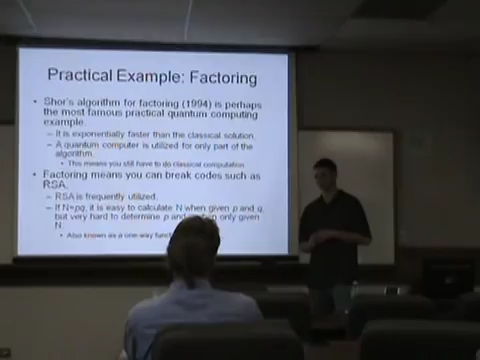 Practical Example: Factoring
• Shor's algorithm for factoring (1994) is perhaps
the most famous practical quantum computing
example.
– It is exponentially faster than the classical solution.
– A quantum computer is utilized for only part of the
algorithm.
• This means you still have to do classical computation.
• Factoring means you can break codes such as
RSA.
– RSA is frequently utilized.
– If N=pq, it is easy to calculate N when given p and q,
but very hard to determine p and when only given
N.
• Also known as a one-way